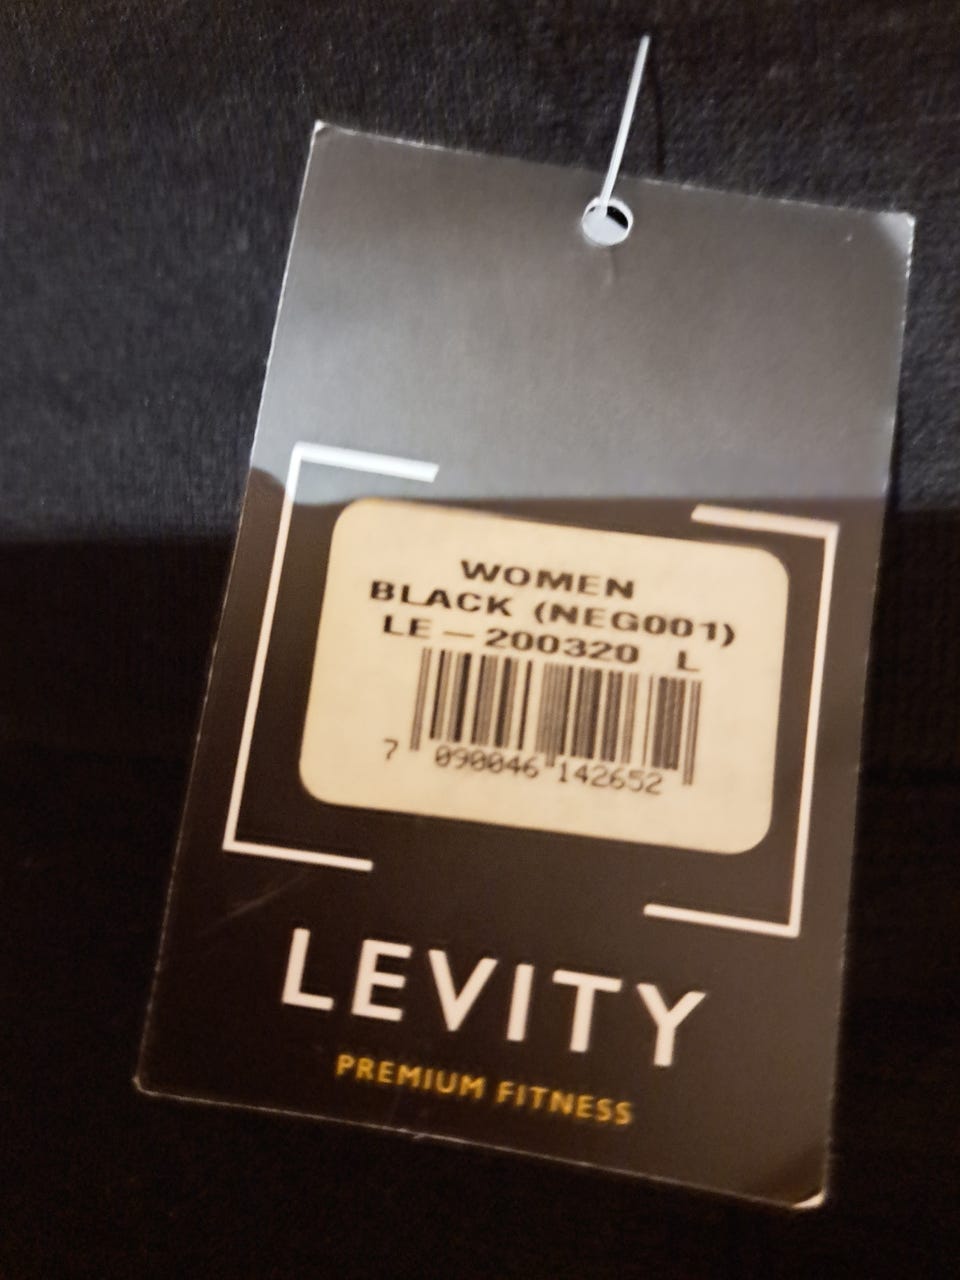 WOMEN
BLACK (NEG001)
LE-200320 L
7 090046 142652
LEVITY
PREMIUM FITNESS